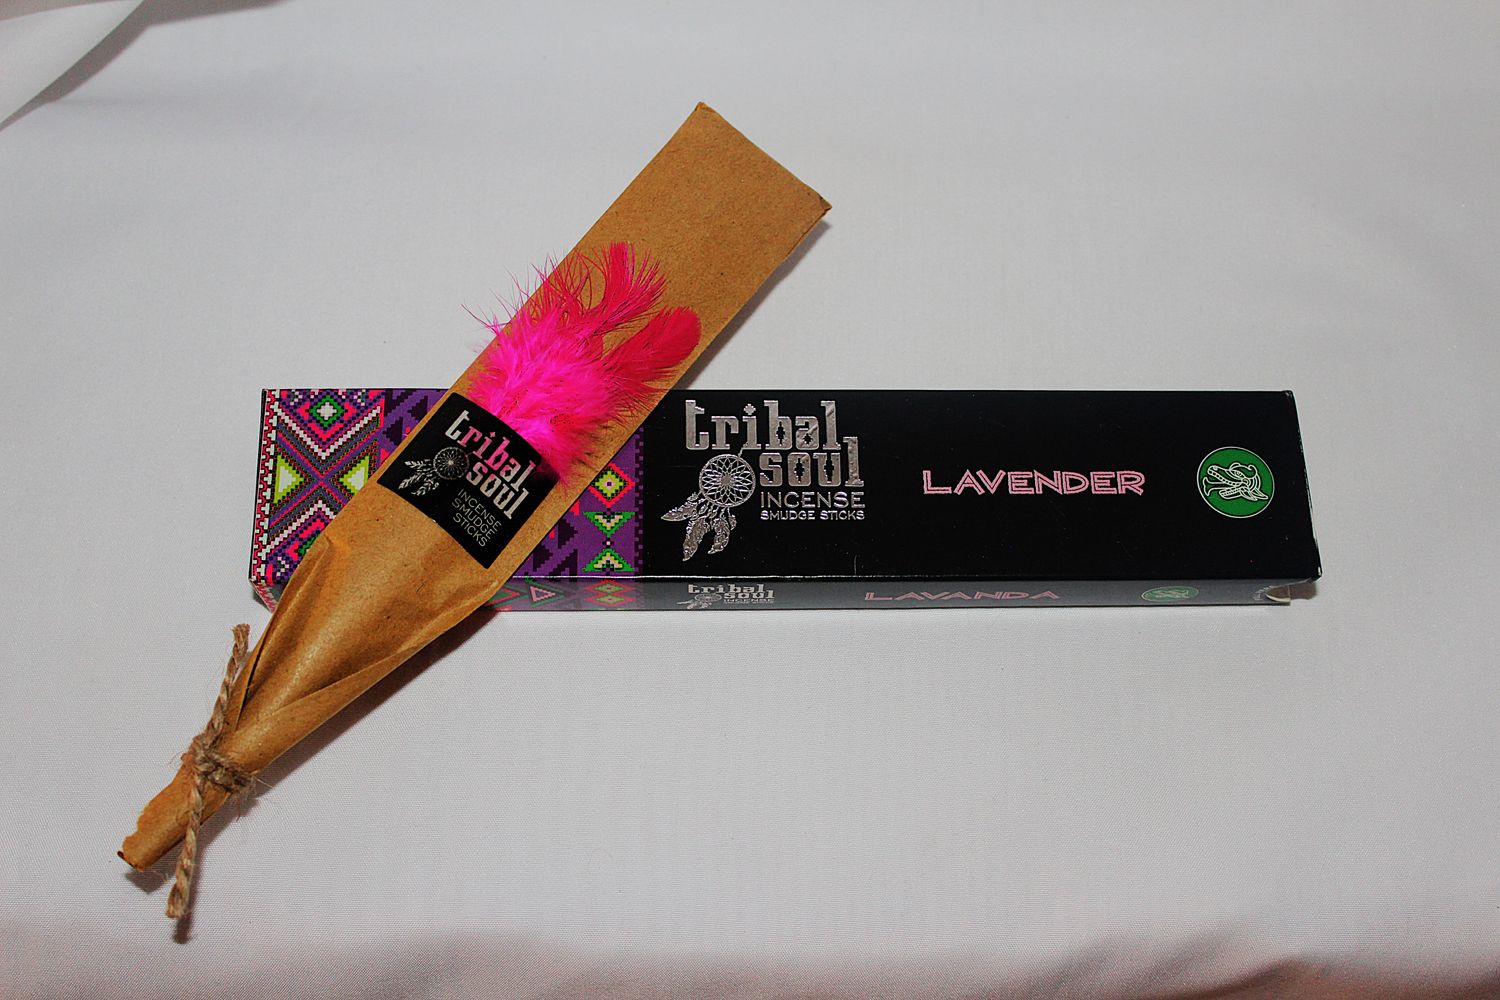 tribal
soul
INCENSE
SMUDGE
STICKS
tribal
soul
INCENSE
SMUDGE STICKS
LAVENDER
tribal
soul
INCENSE
LAVANDA